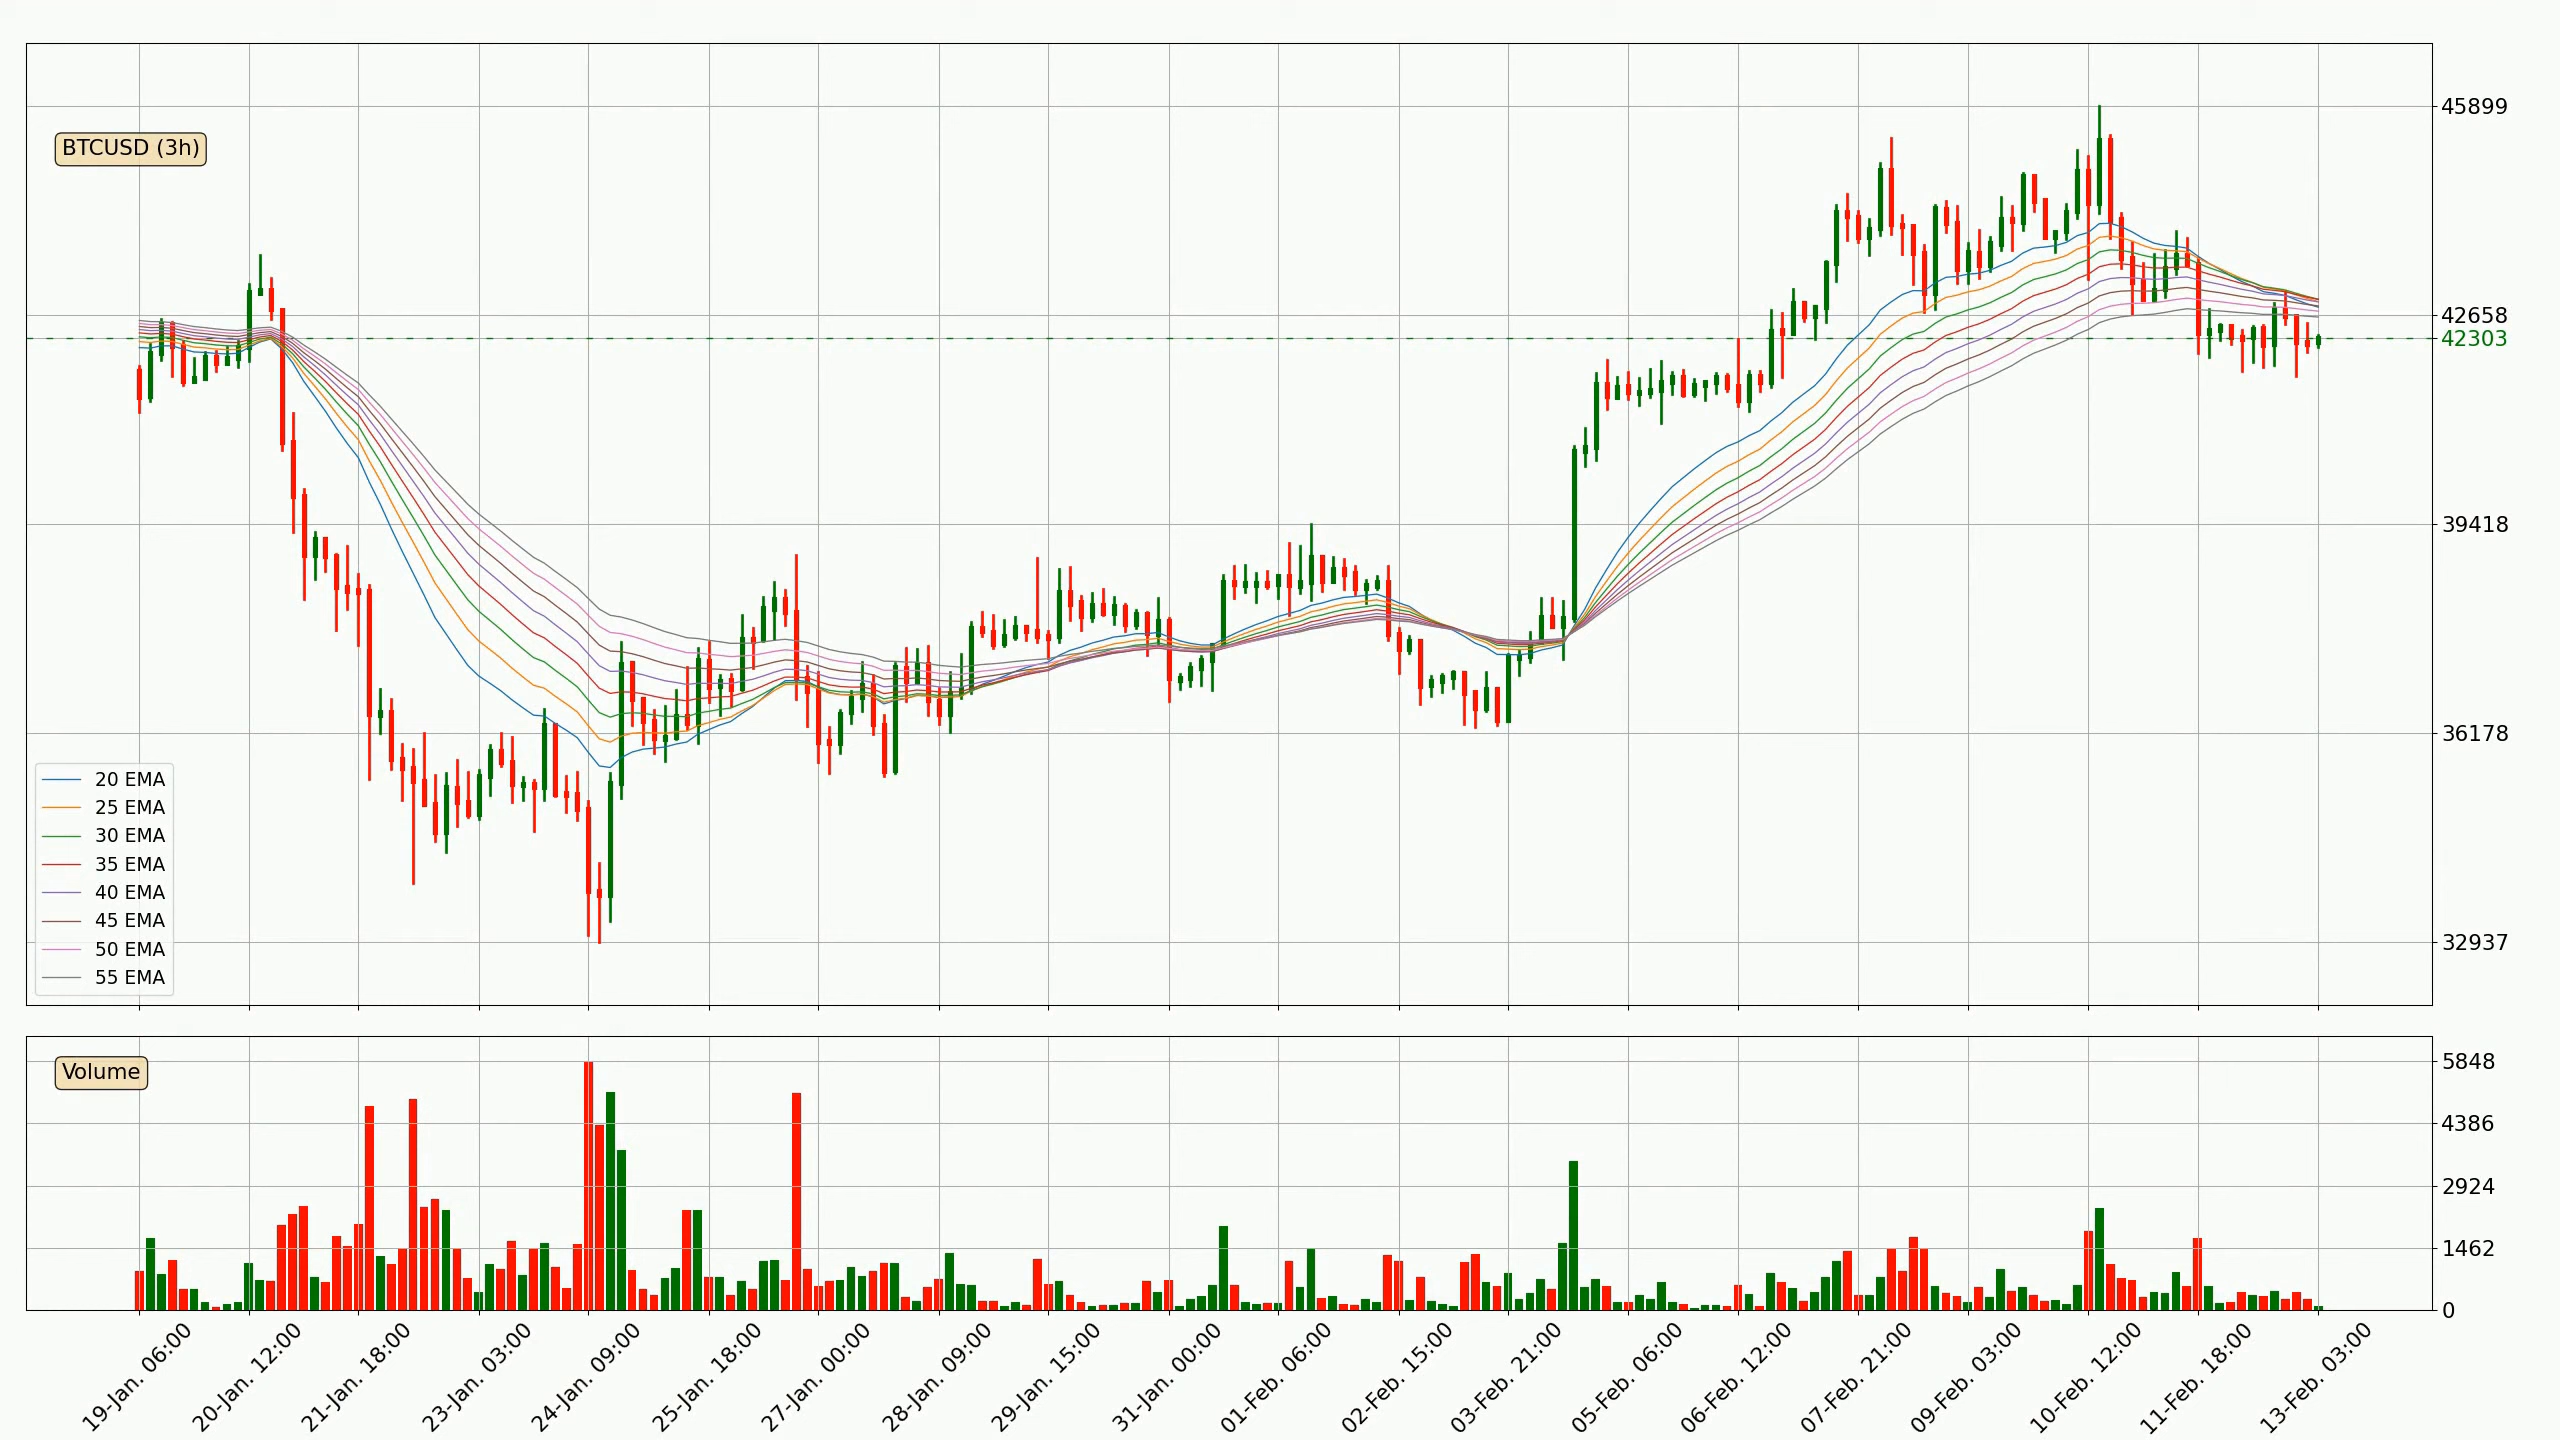 BTCUSD (3h)
45899
42658
42303
39418
36178
32937
20 EMA
25 EMA
30 EMA
35 EMA
40 EMA
45 EMA
50 EMA
55 EMA
Volume
5848
4386
2924
1462
0
19-Jan. 06:00
20-Jan. 12:00
21-Jan. 18:00
23-Jan. 03:00
24-Jan. 09:00
25-Jan. 18:00
27-Jan. 00:00
28-Jan. 09:00
29-Jan. 15:00
31-Jan. 00:00
01-Feb. 06:00
02-Feb. 15:00
03-Feb. 21:00
05-Feb. 06:00
06-Feb. 12:00
07-Feb. 21:00
09-Feb. 03:00
10-Feb. 12:00
11-Feb. 18:00
13-Feb. 03:00